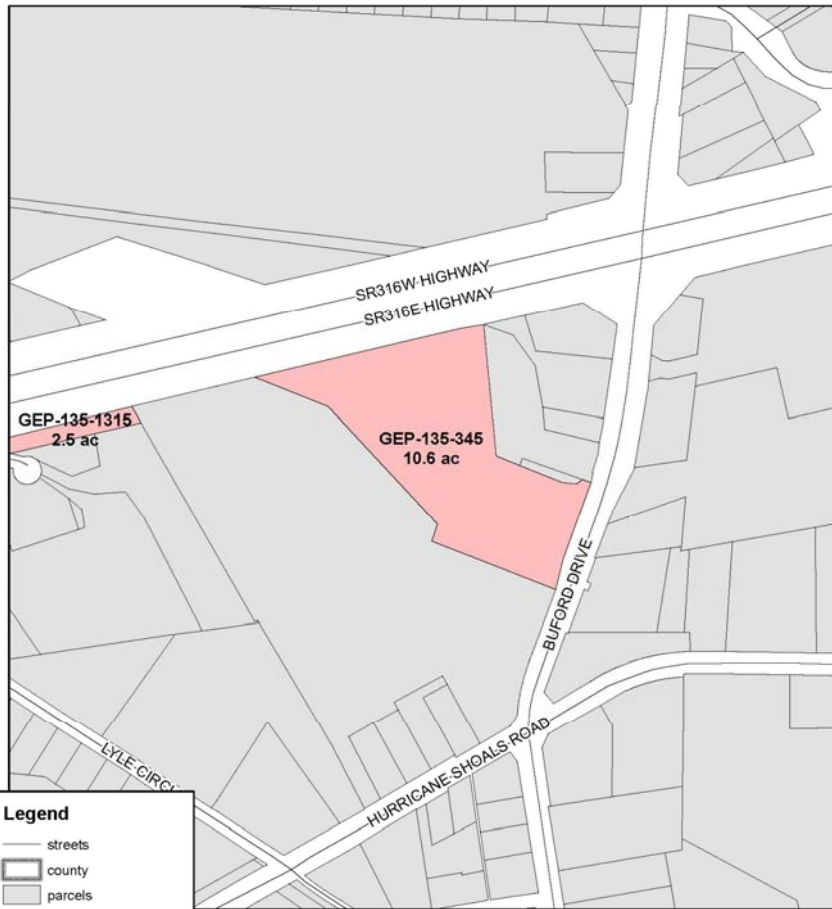 SR316W HIGHWAY
SR316E HIGHWAY
GEP-135-1315
2.5 ac
GEP-135-345
10.6 ac
BUFORD DRIVE
HURRICANE SHOALS ROAD
LYLE CIRC
Legend
streets
county
parcels